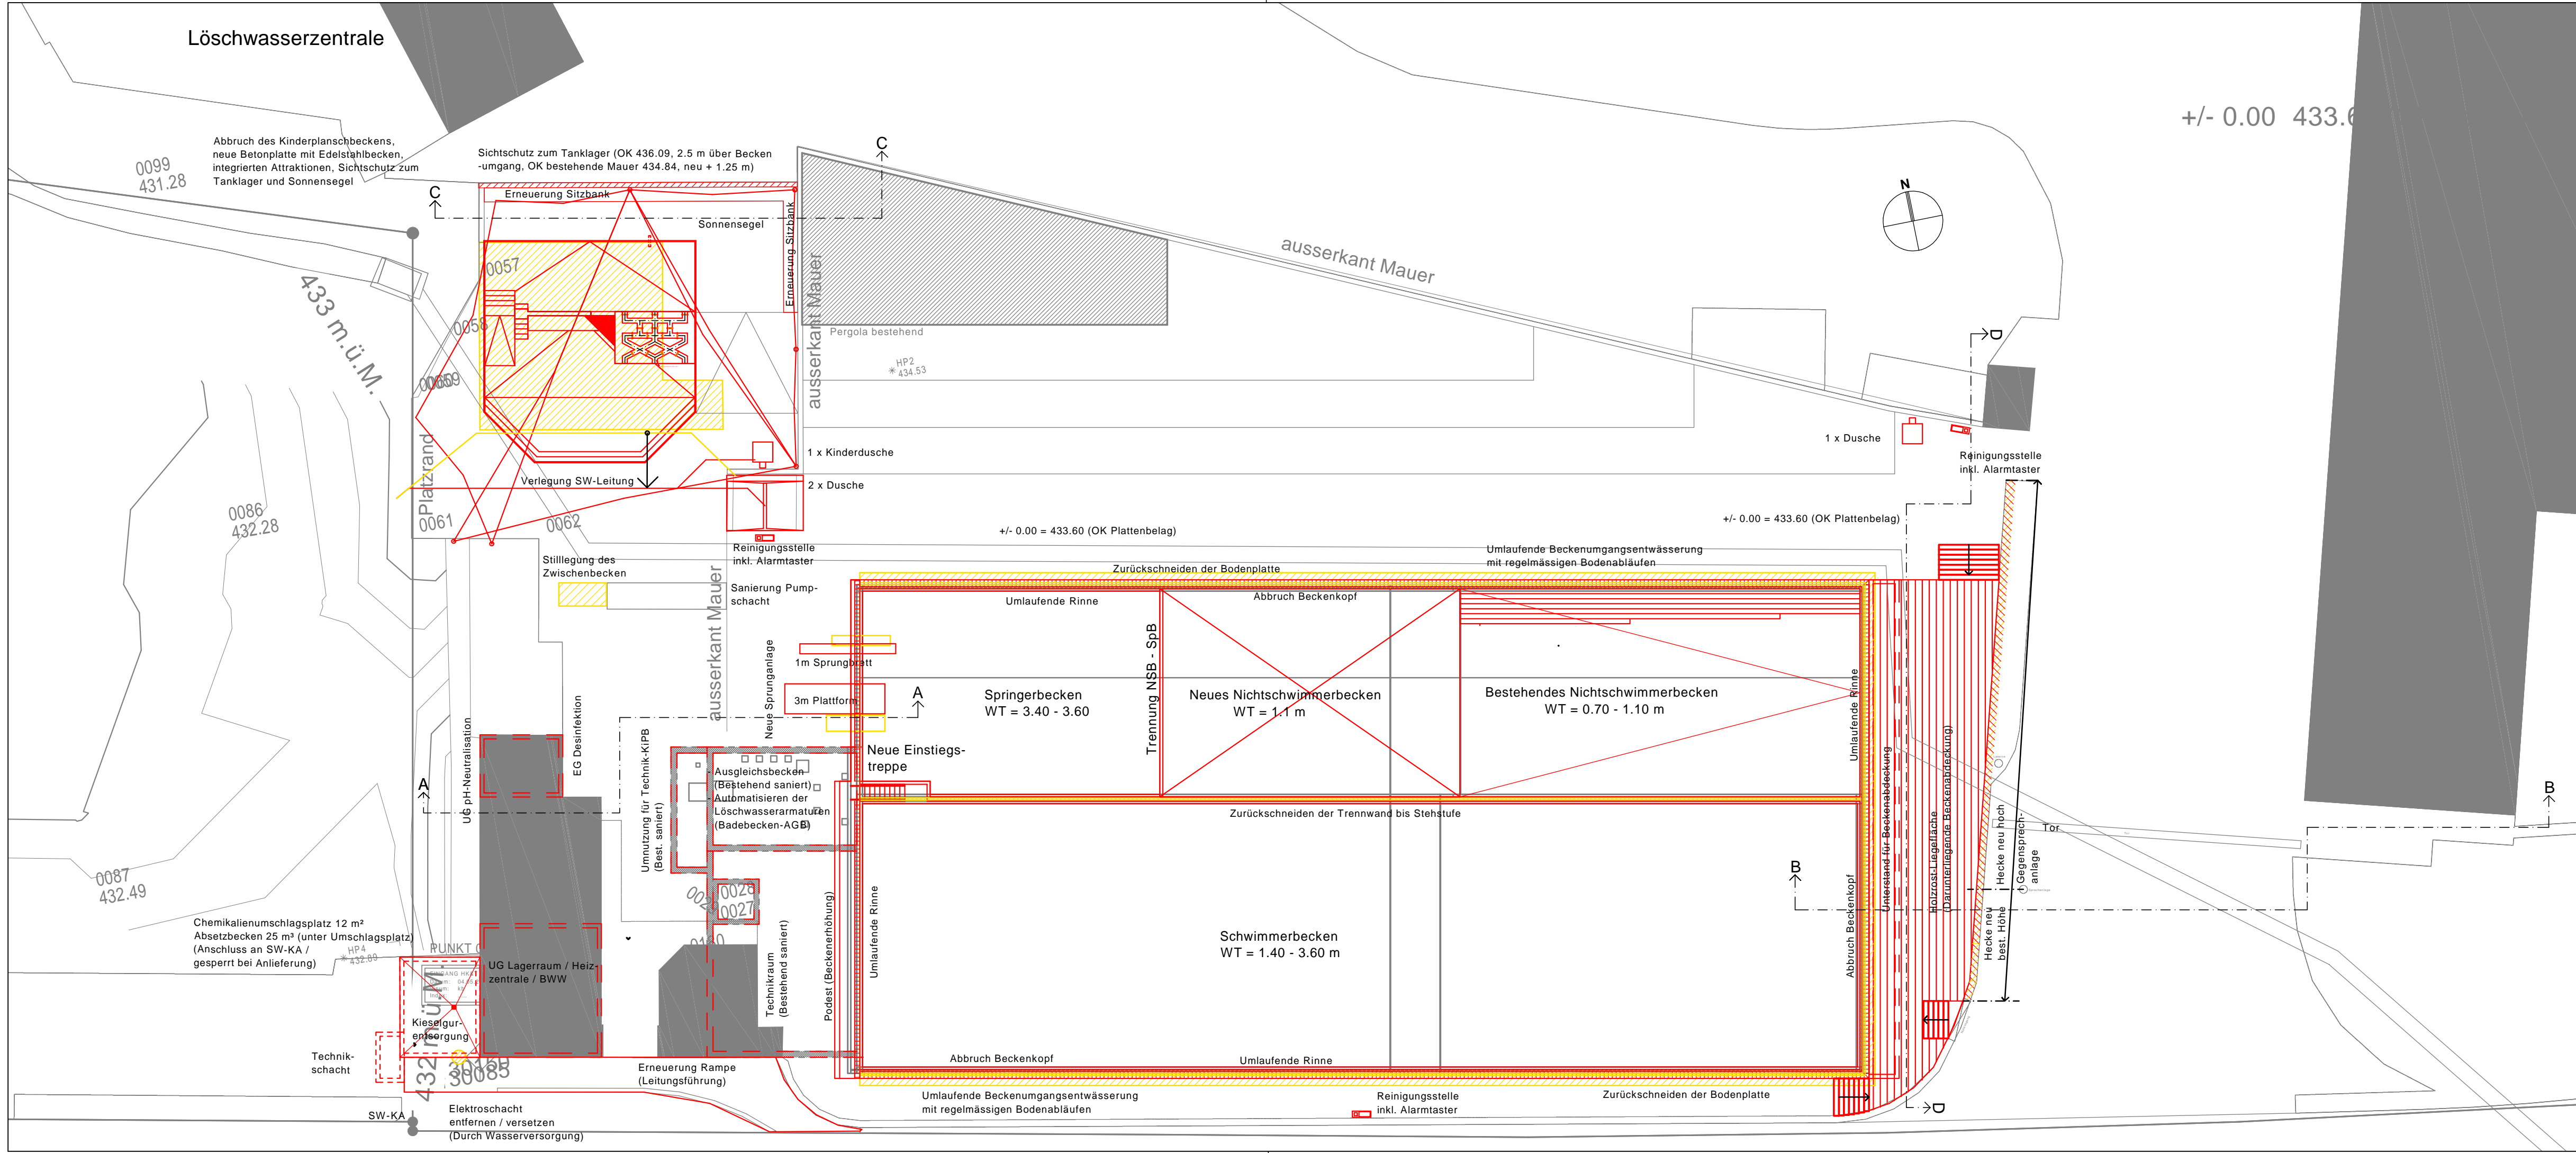 Löschwasserzentrale
+/- 0.00 433.6
Abbruch des Kinderplanschbeckens,
neue Betonplatte mit Edelstahlbecken,
integrierten Attraktionen, Sichtschutz zum
Tanklager und Sonnensegel
0099
431.28
Sichtschutz zum Tanklager (OK 436.09, 2.5 m über Becken
-umgang, OK bestehende Mauer 434.84, neu + 1.25 m)
C
C
N
Erneuerung Sitzbank
Sonnensegel
Erneuerung Sitzbank
ausserkant Mauer
ausserkant Mauer
0057
433 m.ü.M.
0058
Pergola bestehend
HP2
434.53
D
0059
Platzrand
1 x Kinderdusche
1 x Dusche
Reinigungsstelle
inkl. Alarmtaster
Verlegung SW-Leitung
2 x Dusche
0086
432.28
0061
0062
+/- 0.00 = 433.60 (OK Plattenbelag)
+/- 0.00 = 433.60 (OK Plattenbelag)
Reinigungsstelle
inkl. Alarmtaster
Stilllegung des
Zwischenbecken
Umlaufende Beckenumgangsentwässerung
mit regelmässigen Bodenabläufen
Zurückschneiden der Bodenplatte
Sanierung Pump-
schacht
ausserkant Mauer
Umlaufende Rinne
Abbruch Beckenkopf
Neue Sprunganlage
1m Sprungbrett
3m Plattform
A
Springerbecken
WT = 3.40 - 3.60
Trennung NSB - SpB
Neues Nichtschwimmerbecken
WT = 1.1 m
Bestehendes Nichtschwimmerbecken
WT = 0.70 - 1.10 m
Umlaufende Rinne
UG pH-Neutralisation
EG Desinfektion
Umnutzung für Technik-KiPB
(Best. saniert)
Neue Einstiegs-
treppe
- Ausgleichsbecken
(Bestehend saniert)
- Automatisieren der
Löschwasserarmaturen
(Badebecken-AGB)
A
Zurückschneiden der Trennwand bis Stehstufe
Unterstand für Beckenabdeckung
Holzrost-Liegefläche
(Darunterliegende Beckenabdeckung)
Hecke neu hoch
Gegensprech-
anlage
Tor
B
B
Hecke neu
best. Höhe
0087
432.49
0028
0027
Chemikalienumschlagsplatz 12 m²
Absetzbecken 25 m³ (unter Umschlagsplatz)
(Anschluss an SW-KA /
gesperrt bei Anlieferung)
HP4
432.89
PUNKT
UG Lagerraum / Heiz-
zentrale / BWW
Technikraum
(Bestehend saniert)
Podest (Beckenerhöhung)
Umlaufende Rinne
Schwimmerbecken
WT = 1.40 - 3.60 m
Abbruch Beckenkopf
Kieselgur-
entsorgung
432 m.ü.M.
Technik-
schacht
30085
Erneuerung Rampe
(Leitungsführung)
Abbruch Beckenkopf
Umlaufende Rinne
SW-KA
Elektroschacht
entfernen / versetzen
(Durch Wasserversorgung)
Umlaufende Beckenumgangsentwässerung
mit regelmässigen Bodenabläufen
Reinigungsstelle
inkl. Alarmtaster
Zurückschneiden der Bodenplatte
D